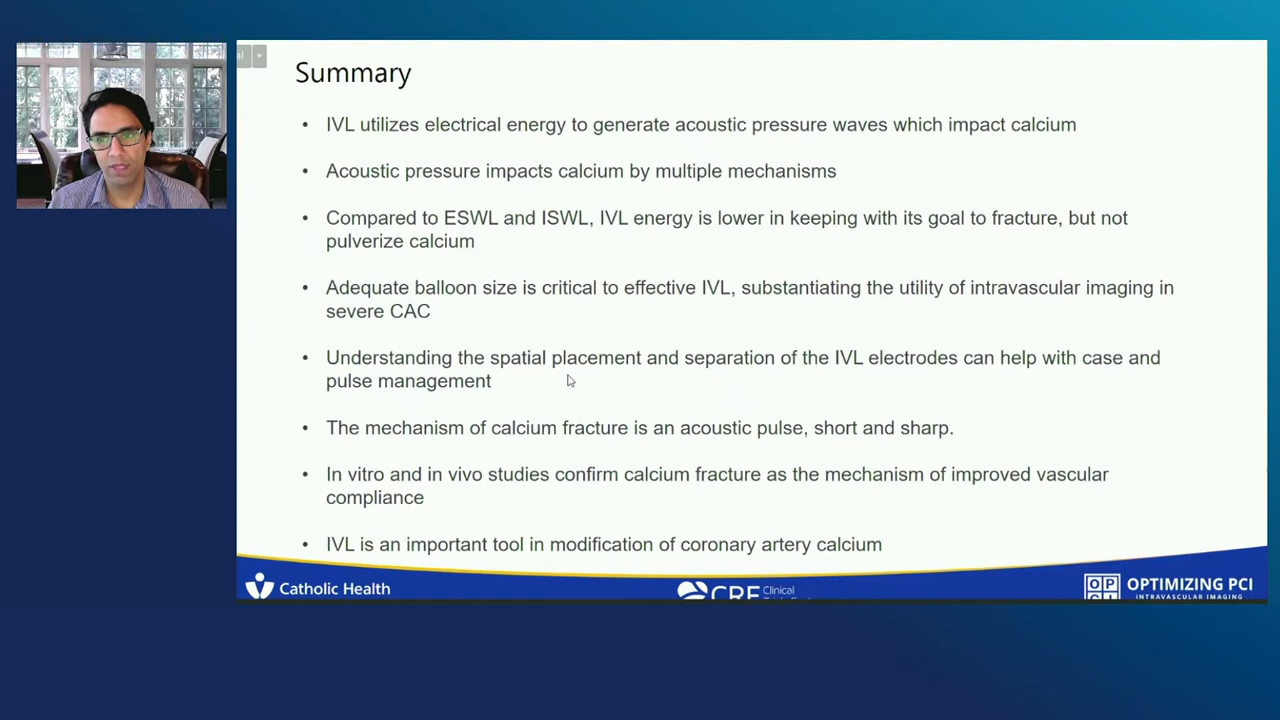 Summary
• IVL utilizes electrical energy to generate acoustic pressure waves which impact calcium
• Acoustic pressure impacts calcium by multiple mechanisms
• Compared to ESWL and ISWL, IVL energy is lower in keeping with its goal to fracture, but not
pulverize calcium
• Adequate balloon size is critical to effective IVL, substantiating the utility of intravascular imaging in
severe CAC
• Understanding the spatial placement and separation of the IVL electrodes can help with case and
pulse management
• The mechanism of calcium fracture is an acoustic pulse, short and sharp.
• In vitro and in vivo studies confirm calcium fracture as the mechanism of improved vascular
compliance
• IVL is an important tool in modification of coronary artery calcium
Catholic Health
CRF Clinical
OPTIMIZING PCI
INTRAVASCULAR IMAGING